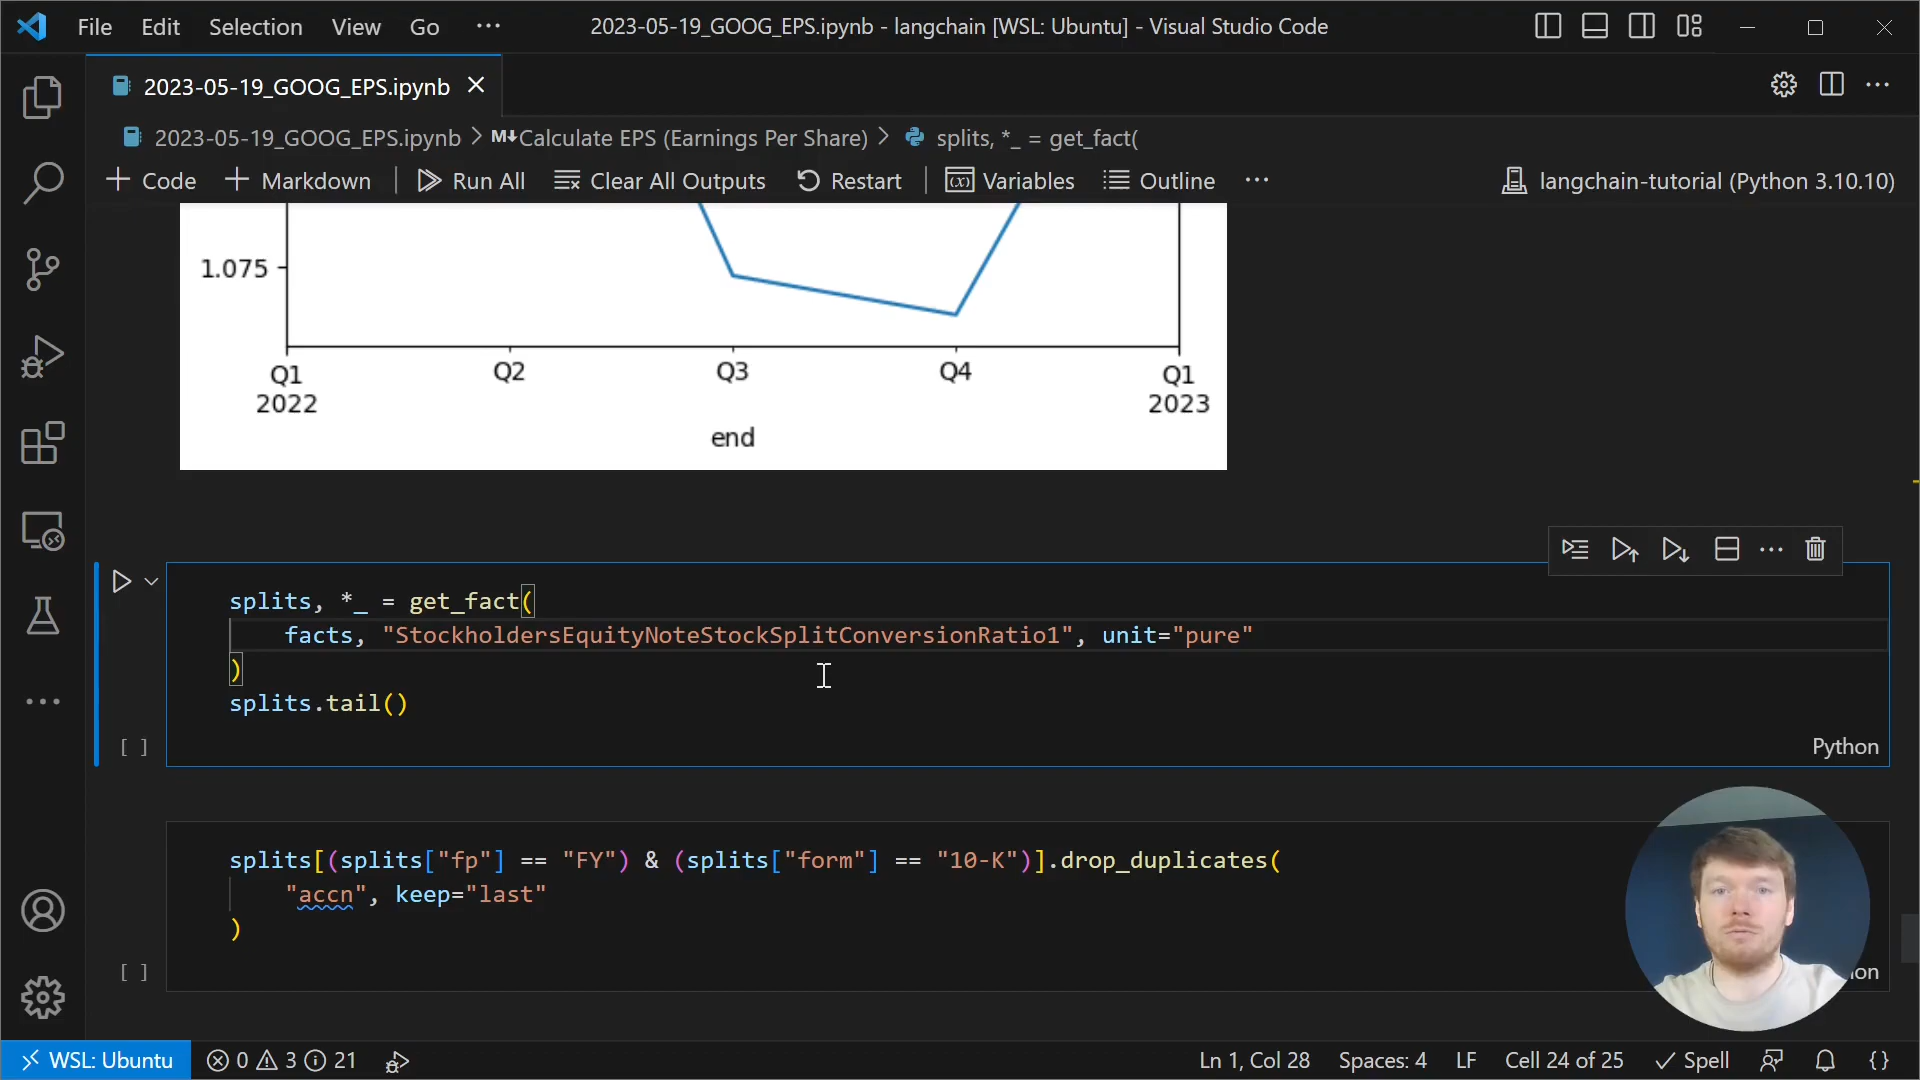 File Edit Selection View Go ··· 2023-05-19_GOOG_EPS.ipynb - langchain [WSL: Ubuntu] - Visual Studio Code
2023-05-19_GOOG_EPS.ipynb
2023-05-19_GOOG_EPS.ipynb > M↓Calculate EPS (Earnings Per Share) > splits, *_ = get_fact(
+ Code + Markdown | Run All Clear All Outputs Restart | Variables Outline ··· langchain-tutorial (Python 3.10.10)
1.075
Q1 Q2 Q3 Q4 Q1
2022 2023
end
splits, *_ = get_fact(
facts, "StockholdersEquityNoteStockSplitConversionRatio1", unit="pure"
)
splits.tail()
[ ] Python
splits[(splits["fp"] == "FY") & (splits["form"] == "10-K")].drop_duplicates(
"accn", keep="last"
)
[ ] on
WSL: Ubuntu 0 3 21 Ln 1, Col 28 Spaces: 4 LF Cell 24 of 25 Spell {}